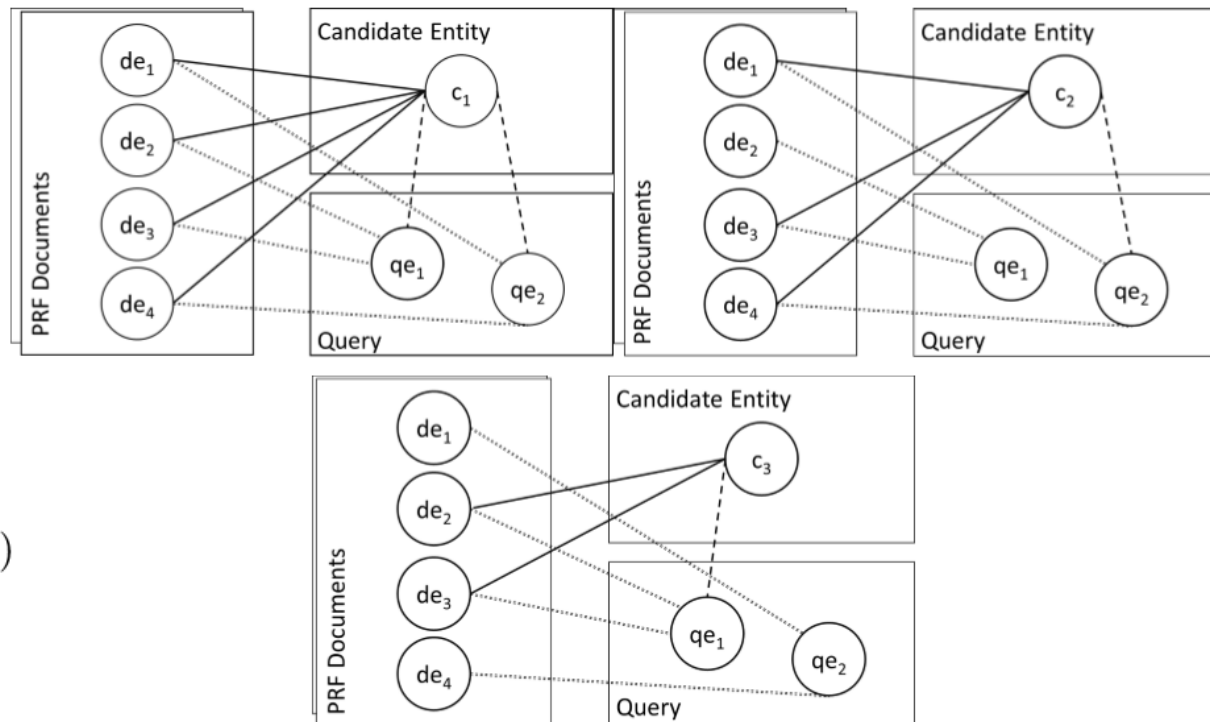 de1
de2
de3
de4
PRF Documents
Candidate Entity
c1
qe1
qe2
Query
de1
de2
de3
de4
PRF Documents
Candidate Entity
c2
qe1
qe2
Query
)
de1
de2
de3
de4
PRF Documents
Candidate Entity
c3
qe1
qe2
Query